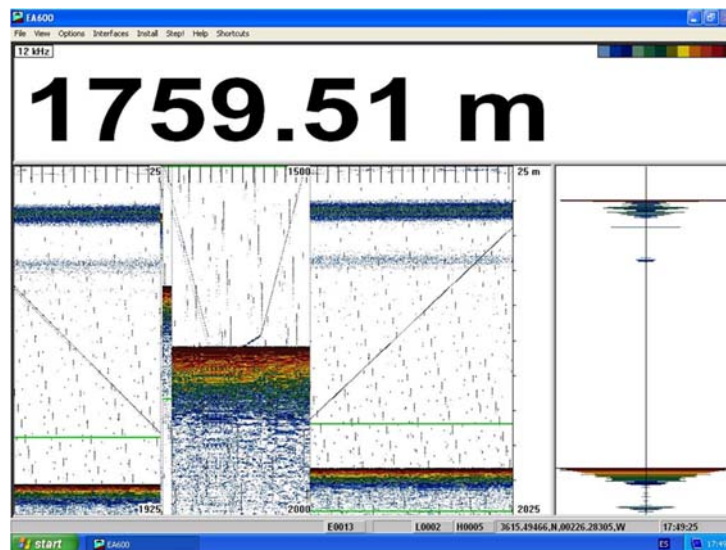 EA600
File View Options Interfaces Install Step! Help Shortcuts
12 kHz
1759.51 m
25 1500 25 m
1925 2000 2025
E0013 L0002 H0005 3615.49466,N,00226.28305,W 17:49:25
start EA600 ES